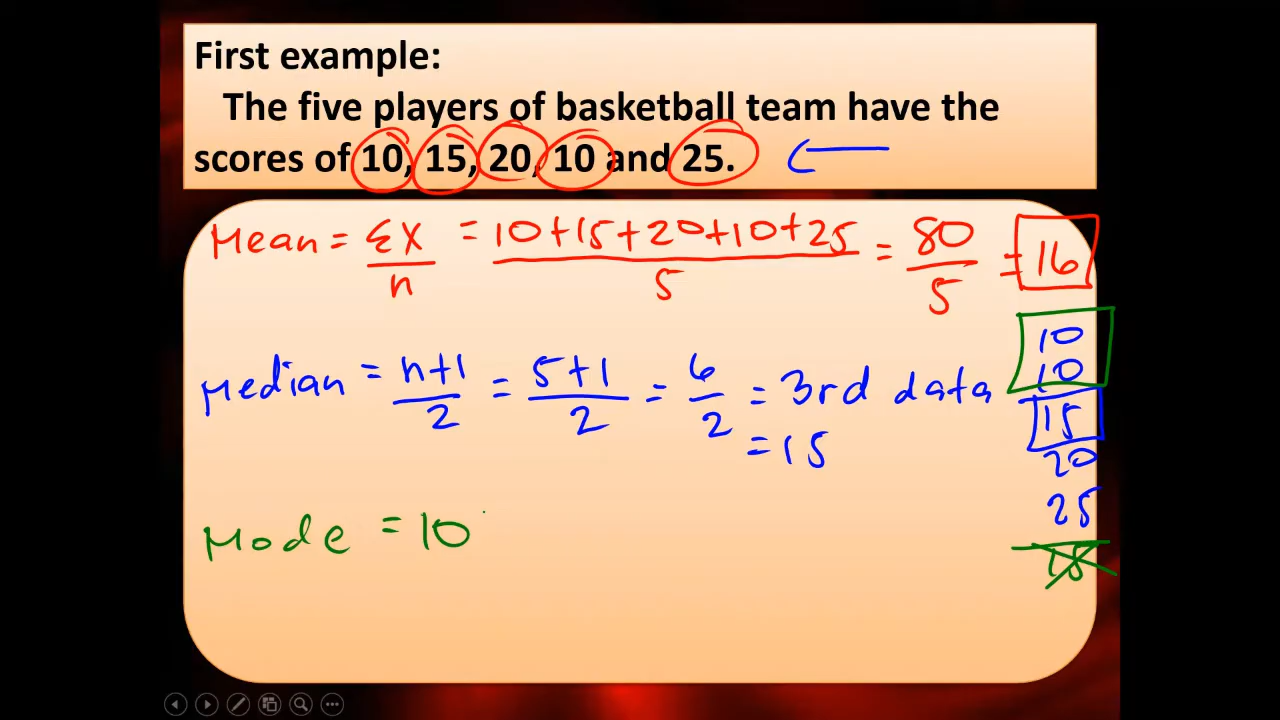 First example:
The five players of basketball team have the
scores of 10, 15, 20, 10 and 25.
Mean = ΣX/n = 10+15+20+10+25/5 = 80/5 = 16
Median = n+1/2 = 5+1/2 = 6/2 = 3rd data
= 15
10
10
15
20
25
Mode = 10